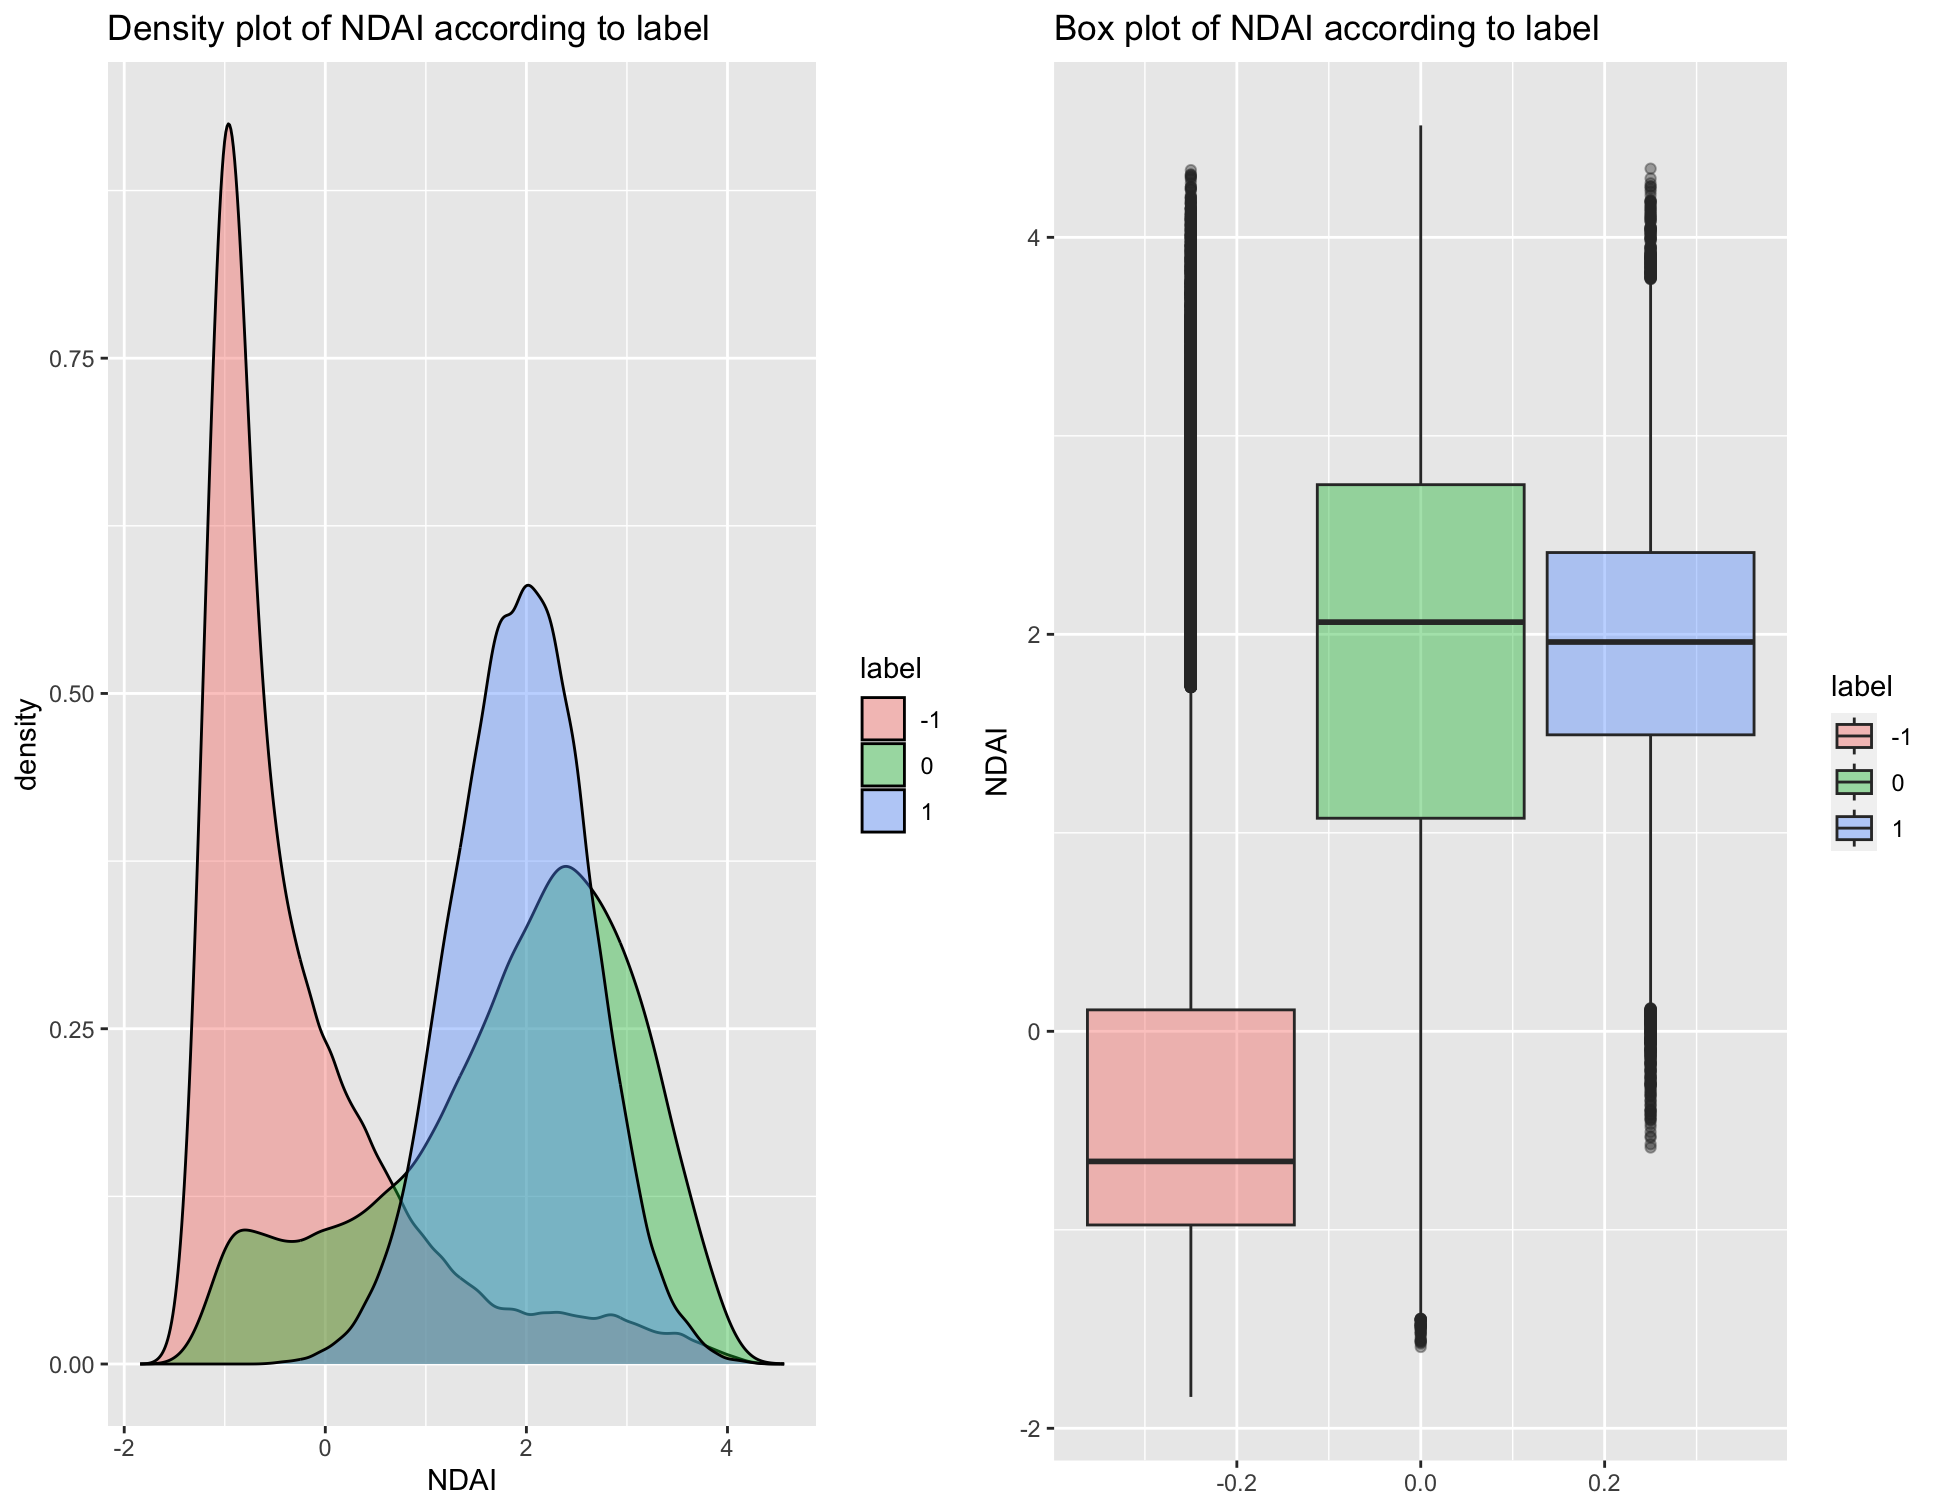 Density plot of NDAI according to label
density
0.75
0.50
0.25
0.00
-2 0 2 4
NDAI
label
-1
0
1
Box plot of NDAI according to label
NDAI
4
2
0
-2
-0.2 0.0 0.2
label
-1
0
1